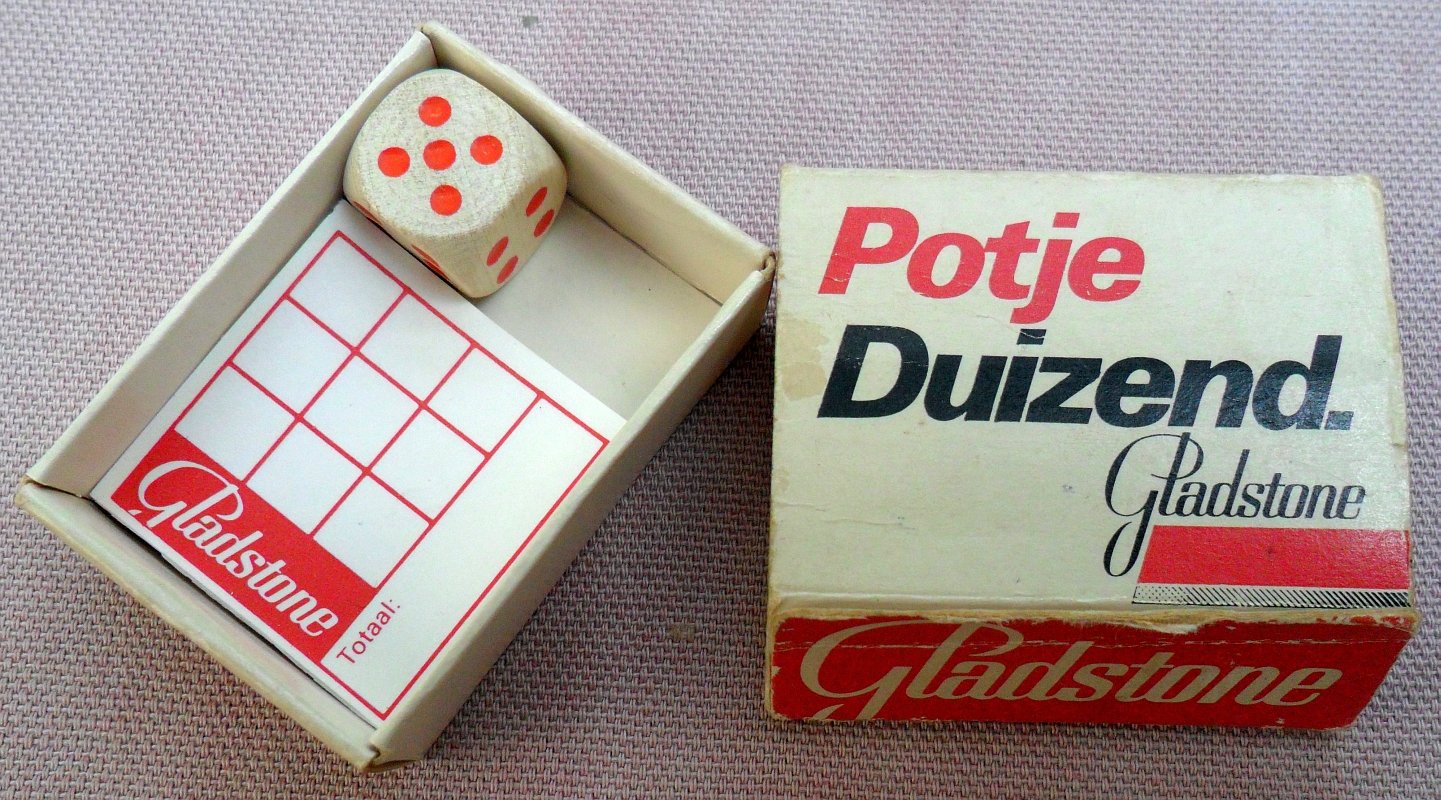 Gladstone
Totaal:
Potje
Duizend.
Gladstone
Gladstone